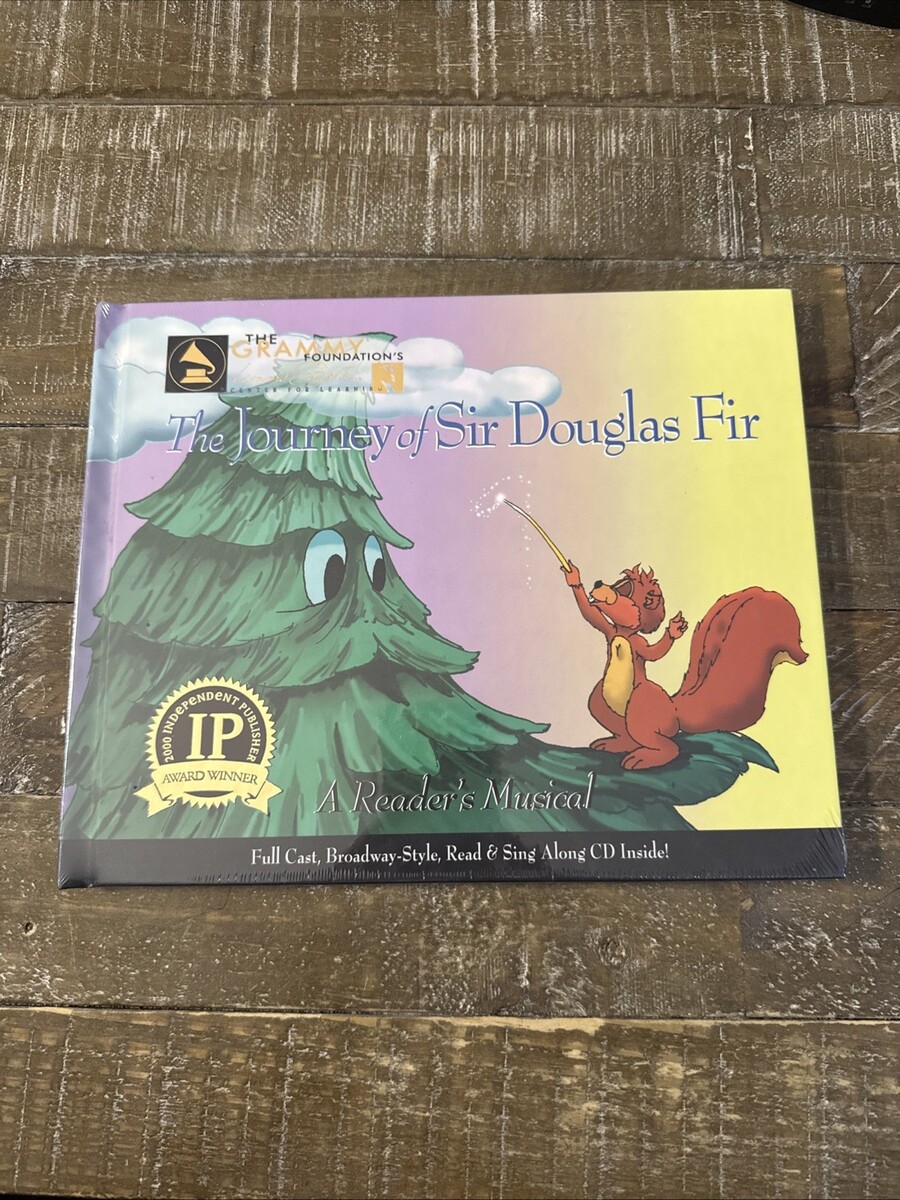 THE
GRAMMY
FOUNDATION'S
CENTER FOR LEARNING
The Journey of Sir Douglas Fir
2000 INDEPENDENT PUBLISHER
IP
AWARD WINNER
A Reader's Musical
Full Cast, Broadway-Style, Read & Sing Along CD Inside!